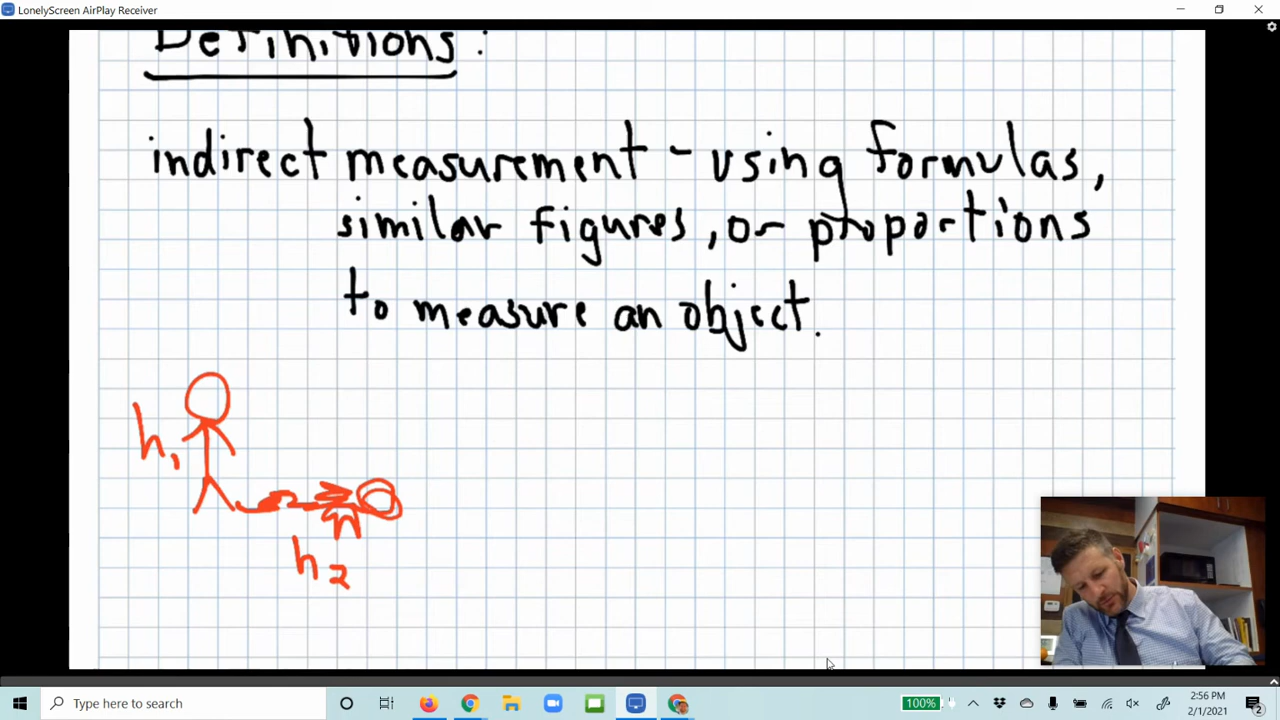 LonelyScreen AirPlay Receiver
Definitions:
indirect measurement - using formulas,
similar figures, or proportions
to measure an object.
h₁
h₂
Type here to search
100%
2:56 PM
2/1/2021
2